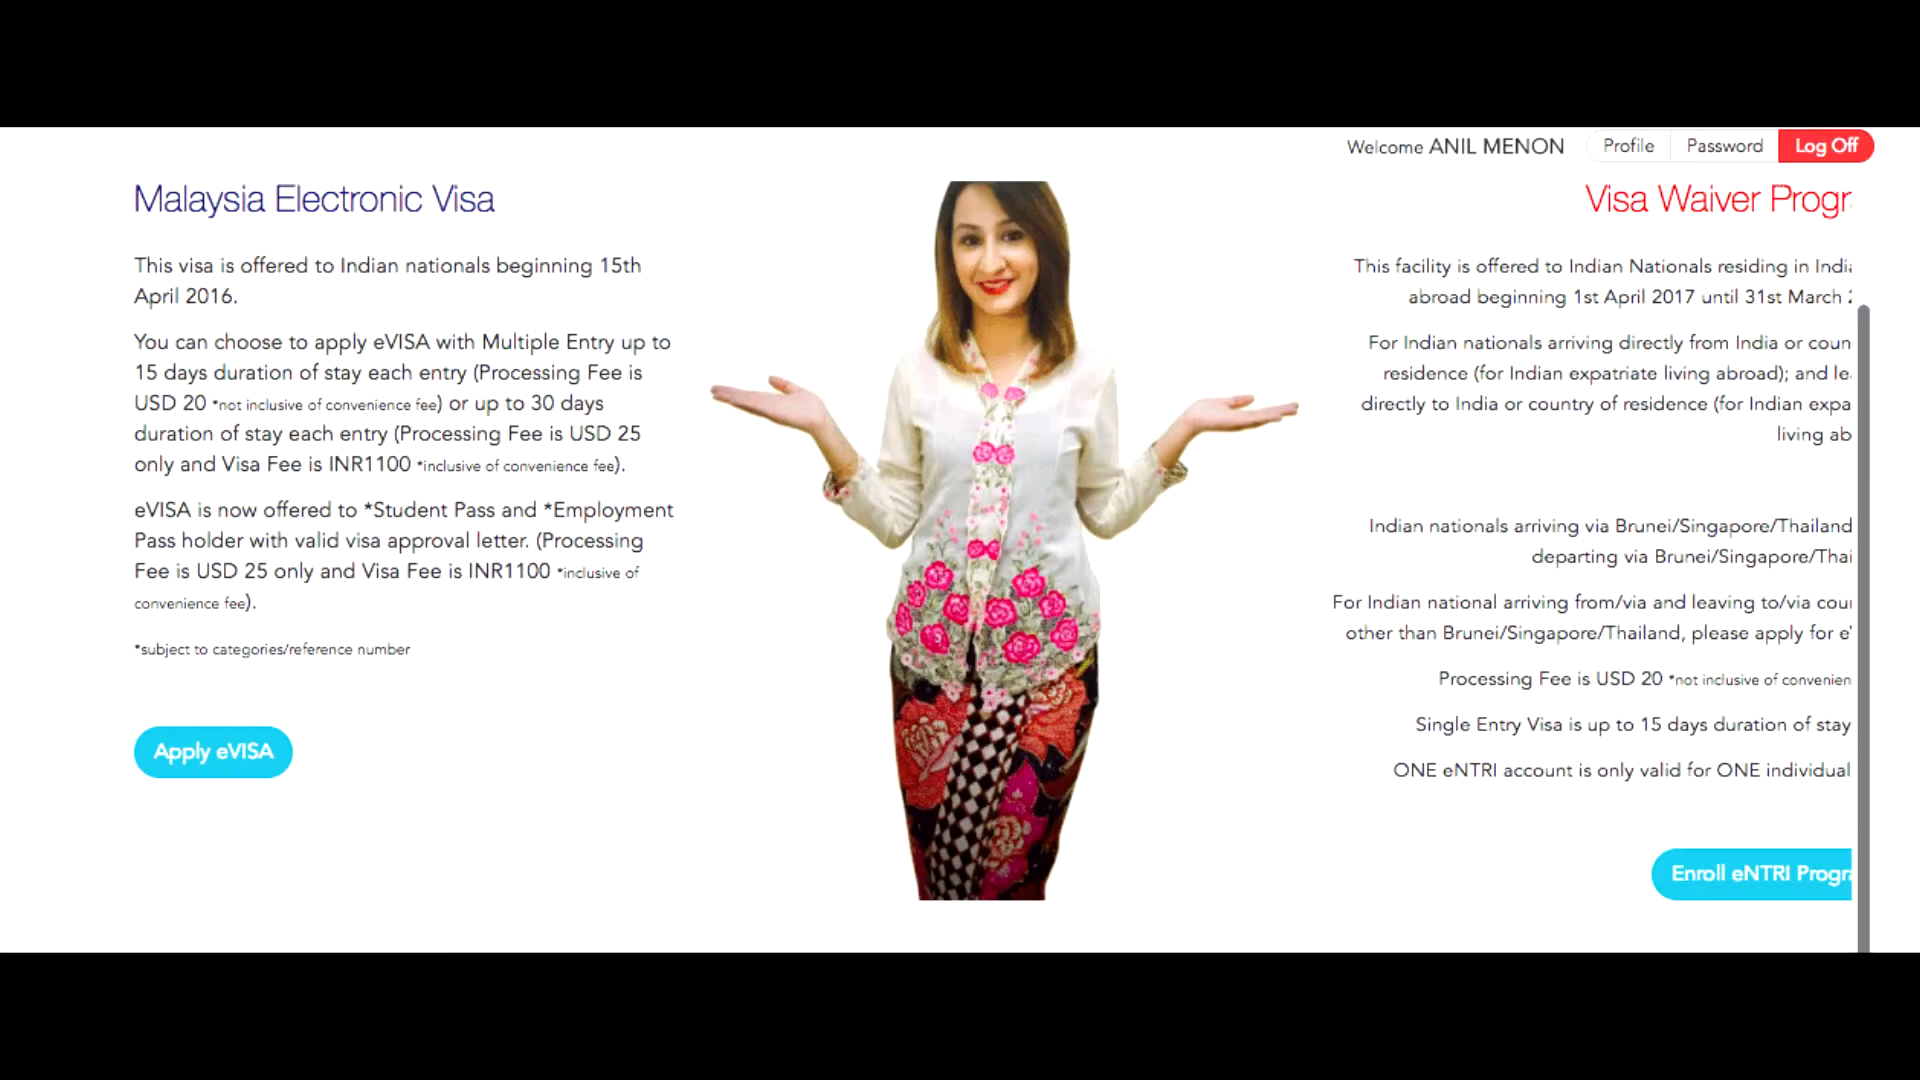 Welcome ANIL MENON Profile Password Log Off
Malaysia Electronic Visa
This visa is offered to Indian nationals beginning 15th
April 2016.
You can choose to apply eVISA with Multiple Entry up to
15 days duration of stay each entry (Processing Fee is
USD 20 *not inclusive of convenience fee) or up to 30 days
duration of stay each entry (Processing Fee is USD 25
only and Visa Fee is INR1100 *inclusive of convenience fee).
eVISA is now offered to *Student Pass and *Employment
Pass holder with valid visa approval letter. (Processing
Fee is USD 25 only and Visa Fee is INR1100 *inclusive of
convenience fee).
*subject to categories/reference number
Apply eVISA
Visa Waiver Progr
This facility is offered to Indian Nationals residing in Indi
abroad beginning 1st April 2017 until 31st March
For Indian nationals arriving directly from India or coun
residence (for Indian expatriate living abroad); and le
directly to India or country of residence (for Indian expa
living ab
Indian nationals arriving via Brunei/Singapore/Thailand
departing via Brunei/Singapore/Thai
For Indian national arriving from/via and leaving to/via cou
other than Brunei/Singapore/Thailand, please apply for e
Processing Fee is USD 20 *not inclusive of convenien
Single Entry Visa is up to 15 days duration of stay
ONE eNTRI account is only valid for ONE individual
Enroll eNTRI Progr